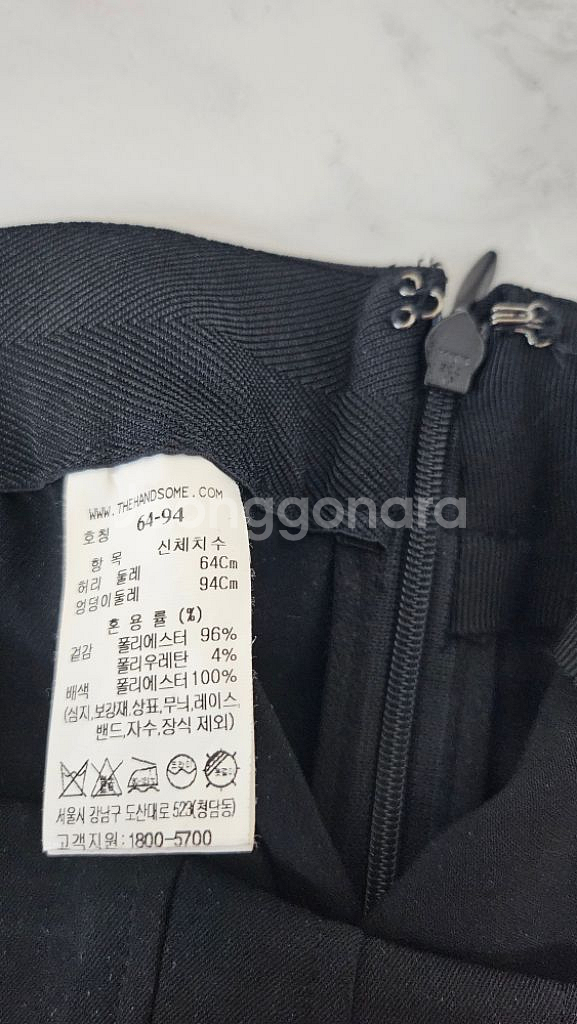 WWW.THEHANDSOME.COM
호칭 64-94
항 목 신체치수
허리 둘레 64Cm
엉덩이둘레 94Cm
혼 용 률 (%)
겉감 폴리에스터 96%
폴리우레탄 4%
배색 폴리에스터100%
(심지,보강재,상표,무늬,레이스,
밴드,자수,장식 제외)
서울시 강남구 도산대로 523(청담동)
고객지원:1800-5700
onggonara